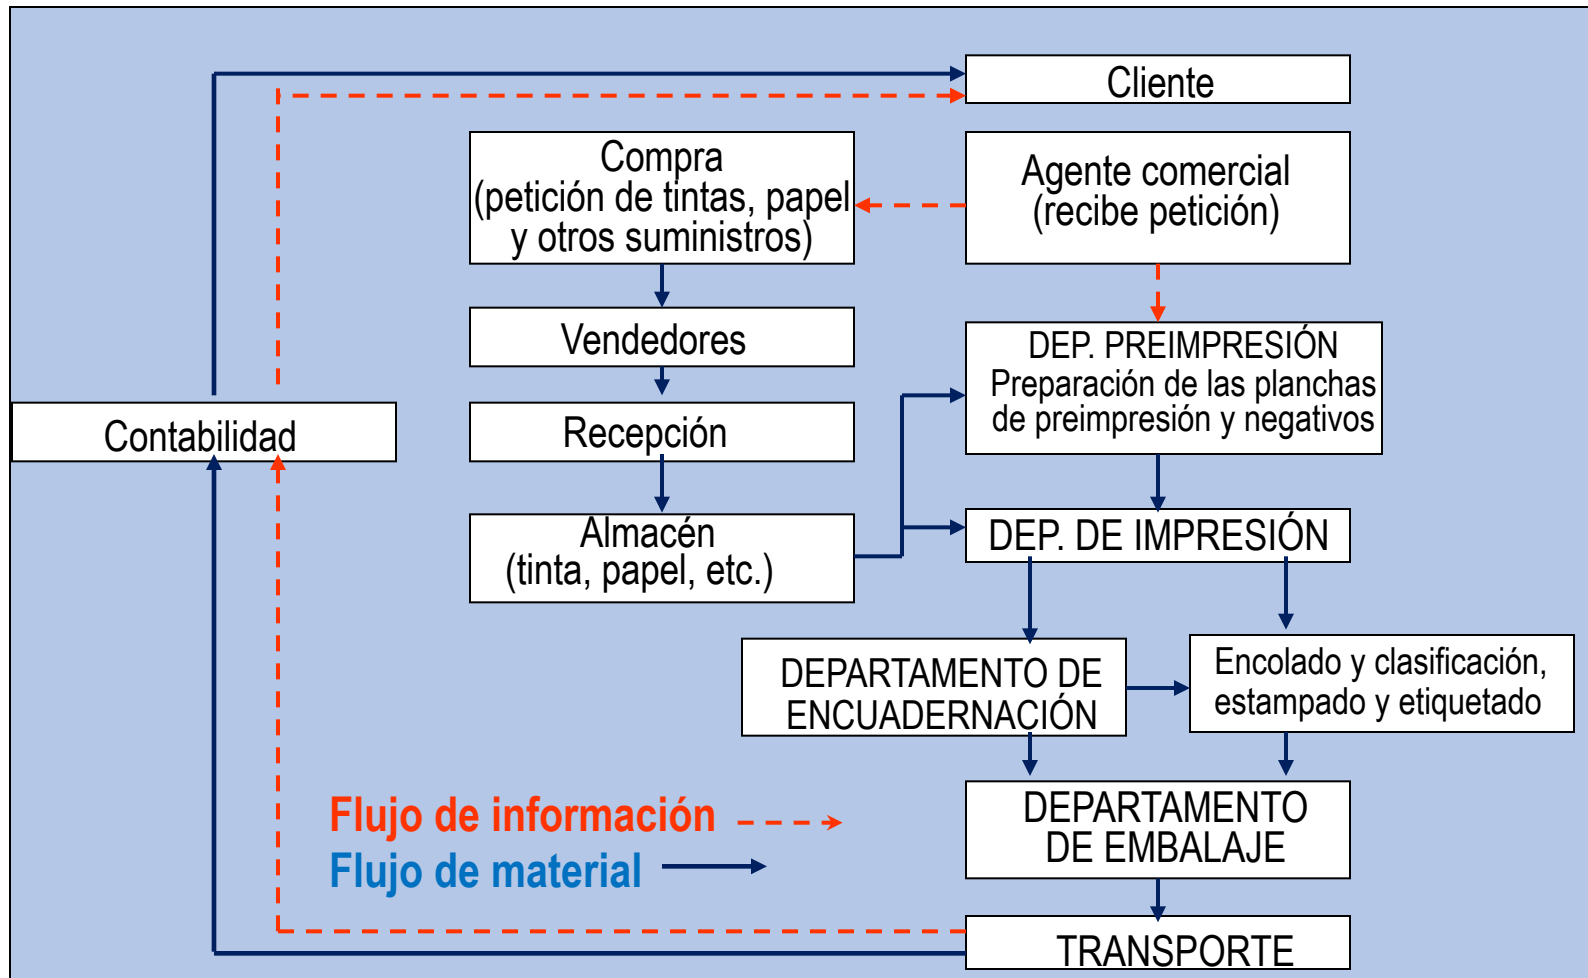 Cliente
Compra
(petición de tintas, papel
y otros suministros)
Agente comercial
(recibe petición)
Vendedores
DEP. PREIMPRESIÓN
Preparación de las planchas
de preimpresión y negativos
Contabilidad
Recepción
Almacén
(tinta, papel, etc.)
DEP. DE IMPRESIÓN
DEPARTAMENTO DE
ENCUADERNACIÓN
Encolado y clasificación,
estampado y etiquetado
Flujo de información
Flujo de material
DEPARTAMENTO
DE EMBALAJE
TRANSPORTE